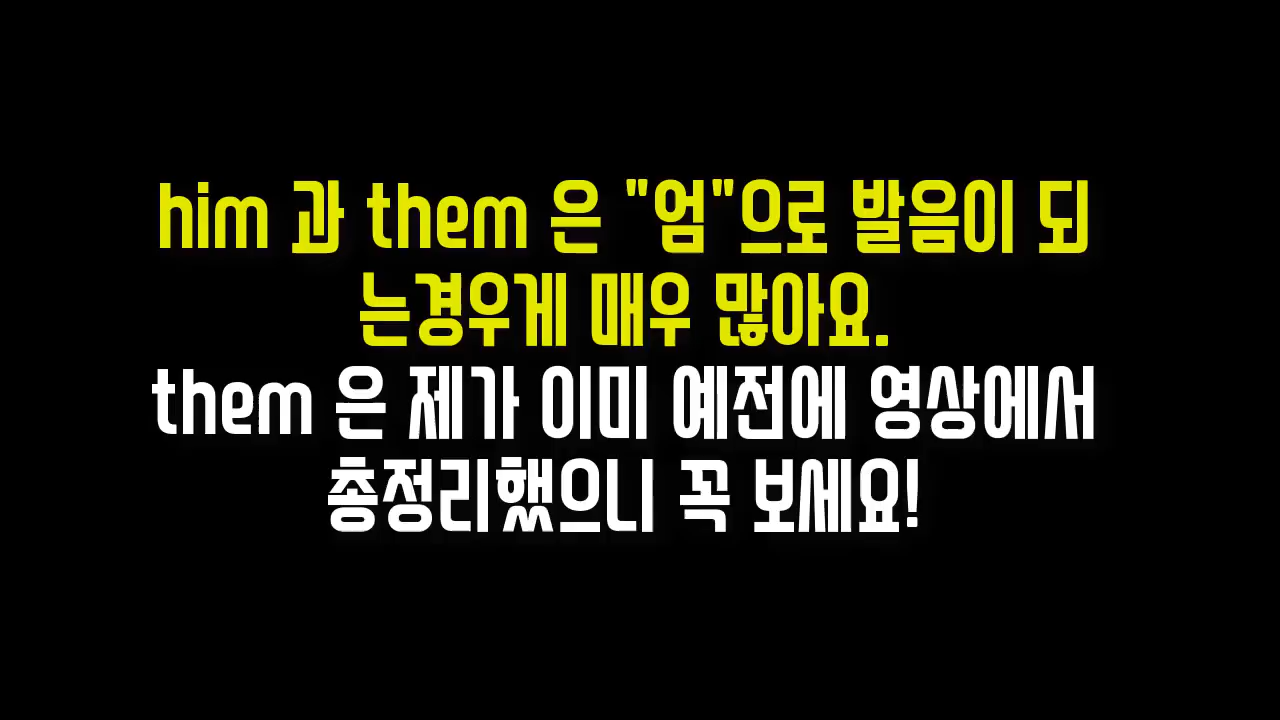 him 과 them 은 "엄"으로 발음이 되
는경우게 매우 많아요.
them 은 제가 이미 예전에 영상에서
총정리했으니 꼭 보세요!